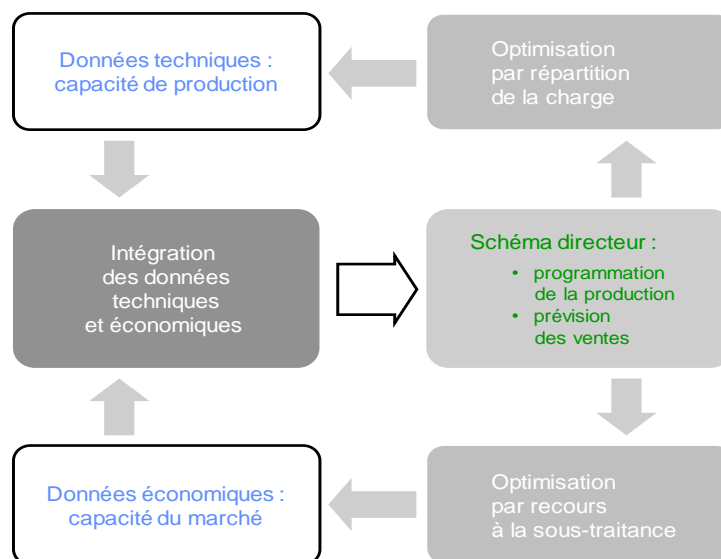 Données techniques :
capacité de production
Optimisation
par répartition
de la charge
Intégration
des données
techniques
et économiques
Schéma directeur :
• programmation
de la production
• prévision
des ventes
Données économiques :
capacité du marché
Optimisation
par recours
à la sous-traitance